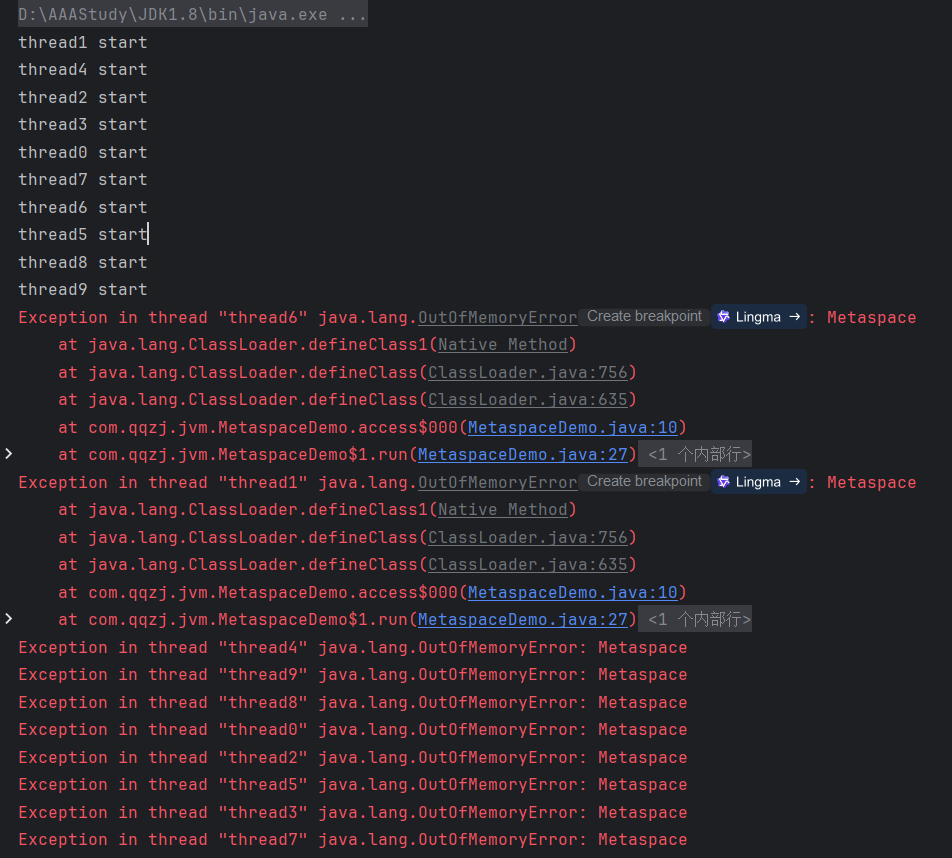 D:\AAAStudy\JDK1.8\bin\java.exe ...
thread1 start
thread4 start
thread2 start
thread3 start
thread0 start
thread7 start
thread6 start
thread5 start
thread8 start
thread9 start
Exception in thread "thread6" java.lang.OutOfMemoryError Create breakpoint Lingma → : Metaspace
at java.lang.ClassLoader.defineClass1(Native Method)
at java.lang.ClassLoader.defineClass(ClassLoader.java:756)
at java.lang.ClassLoader.defineClass(ClassLoader.java:635)
at com.qqzj.jvm.MetaspaceDemo.access$000(MetaspaceDemo.java:10)
at com.qqzj.jvm.MetaspaceDemo$1.run(MetaspaceDemo.java:27) <1 个内部行>
Exception in thread "thread1" java.lang.OutOfMemoryError Create breakpoint Lingma → : Metaspace
at java.lang.ClassLoader.defineClass1(Native Method)
at java.lang.ClassLoader.defineClass(ClassLoader.java:756)
at java.lang.ClassLoader.defineClass(ClassLoader.java:635)
at com.qqzj.jvm.MetaspaceDemo.access$000(MetaspaceDemo.java:10)
at com.qqzj.jvm.MetaspaceDemo$1.run(MetaspaceDemo.java:27) <1 个内部行>
Exception in thread "thread4" java.lang.OutOfMemoryError: Metaspace
Exception in thread "thread9" java.lang.OutOfMemoryError: Metaspace
Exception in thread "thread8" java.lang.OutOfMemoryError: Metaspace
Exception in thread "thread0" java.lang.OutOfMemoryError: Metaspace
Exception in thread "thread2" java.lang.OutOfMemoryError: Metaspace
Exception in thread "thread5" java.lang.OutOfMemoryError: Metaspace
Exception in thread "thread3" java.lang.OutOfMemoryError: Metaspace
Exception in thread "thread7" java.lang.OutOfMemoryError: Metaspace